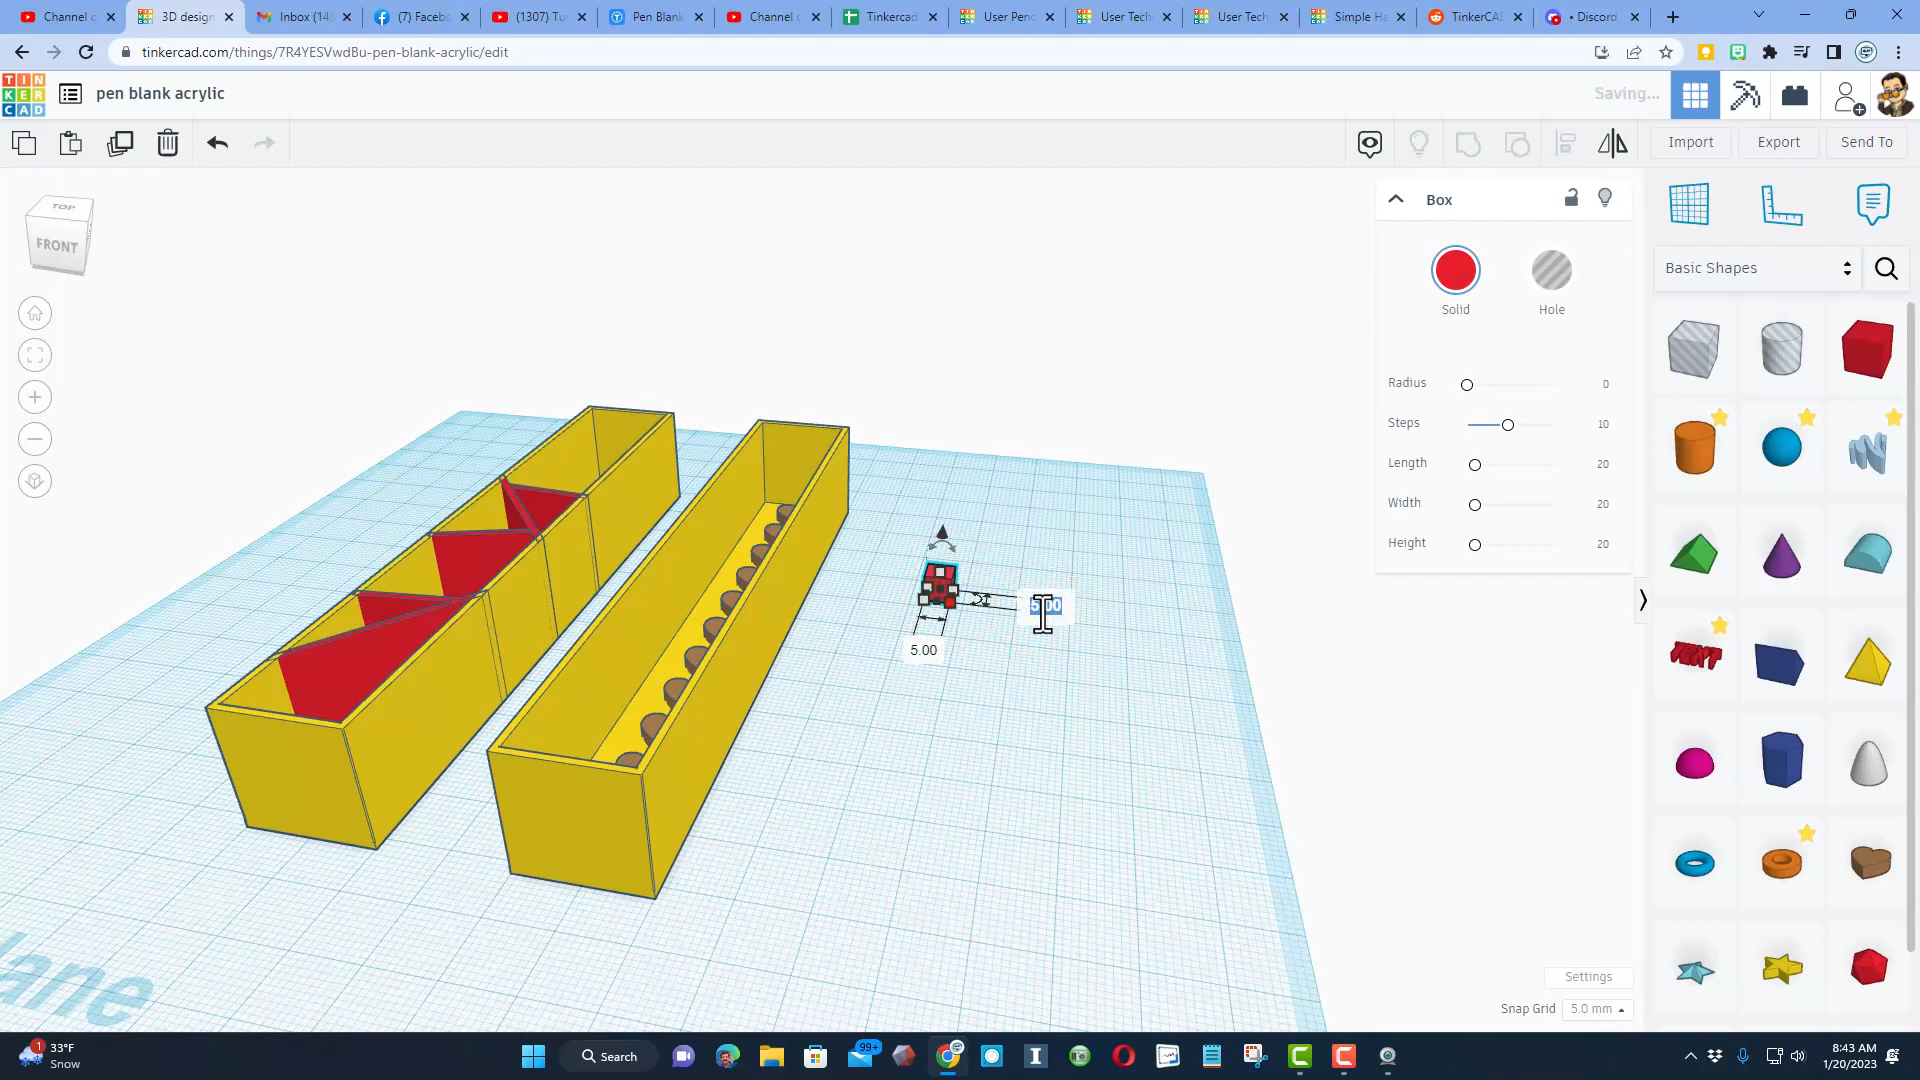 Channel c
3D design
Inbox (14
(7) Facebo
(1307) Tu
Pen Blank
Channel c
Tinkercad
User Penc
User Tech
User Tech
Simple Ha
TinkerCA
• Discord
tinkercad.com/things/7R4YESVwdBu-pen-blank-acrylic/edit
TIN
KER
CAD
pen blank acrylic
Saving...
Import
Export
Send To
TOP
FRONT
Box
Solid
Hole
Radius
0
Steps
10
Length
20
Width
20
Height
20
Basic Shapes
TEXT
5.00
5.00
lane
Settings
Snap Grid
5.0 mm
1
33°F
Snow
Search
99+
8:43 AM
1/20/2023